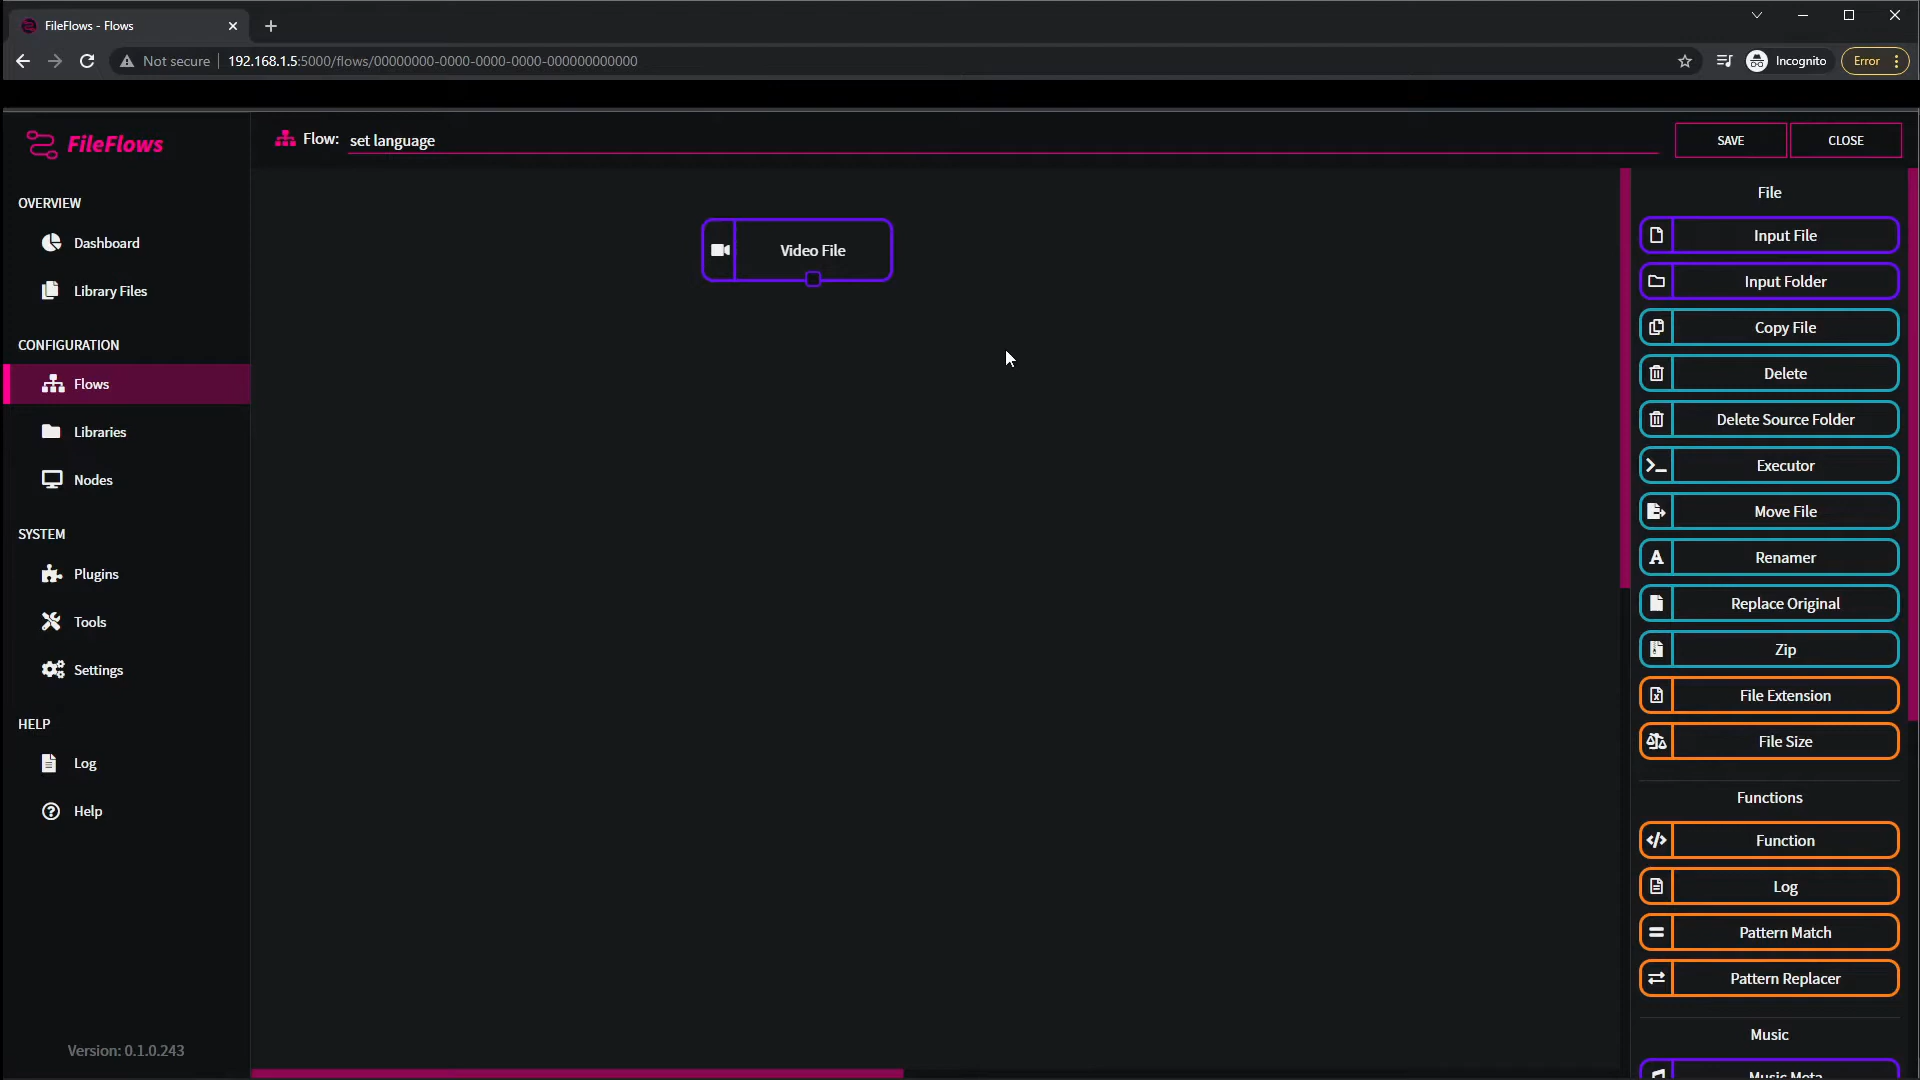 FileFlows - Flows
Not secure 192.168.1.5:5000/flows/00000000-0000-0000-0000-000000000000 Incognito Error
FileFlows
Flow: set language
SAVE CLOSE
OVERVIEW
Dashboard
Library Files
CONFIGURATION
Flows
Libraries
Nodes
SYSTEM
Plugins
Tools
Settings
HELP
Log
Help
Version: 0.1.0.243
Video File
File
Input File
Input Folder
Copy File
Delete
Delete Source Folder
Executor
Move File
Renamer
Replace Original
Zip
File Extension
File Size
Functions
Function
Log
Pattern Match
Pattern Replacer
Music
Music Meta